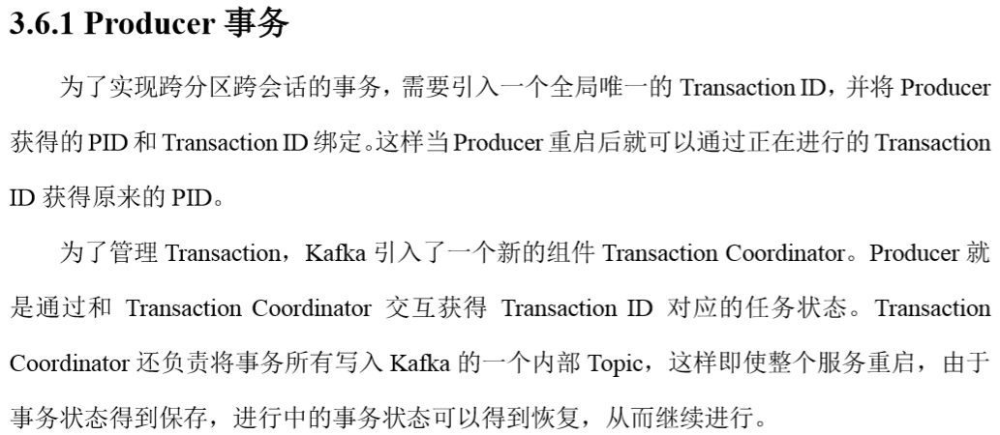 3.6.1 Producer 事务
为了实现跨分区跨会话的事务，需要引入一个全局唯一的 Transaction ID，并将 Producer
获得的 PID 和 Transaction ID 绑定。这样当 Producer 重启后就可以通过正在进行的 Transaction
ID 获得原来的 PID。
为了管理 Transaction，Kafka 引入了一个新的组件 Transaction Coordinator。Producer 就
是通过和 Transaction Coordinator 交互获得 Transaction ID 对应的任务状态。Transaction
Coordinator 还负责将事务所有写入 Kafka 的一个内部 Topic，这样即使整个服务重启，由于
事务状态得到保存，进行中的事务状态可以得到恢复，从而继续进行。